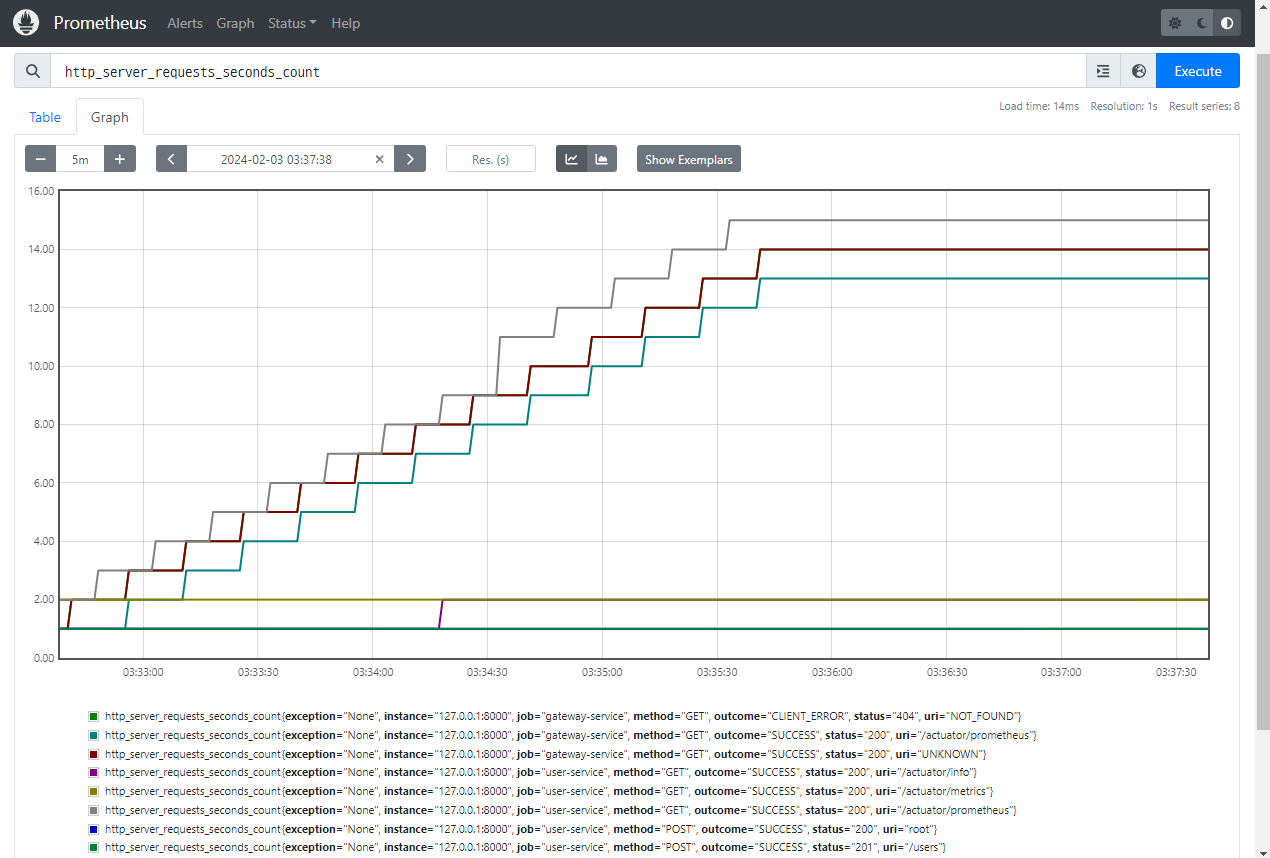 Prometheus Alerts Graph Status Help
http_server_requests_seconds_count Execute
Load time: 14ms Resolution: 1s Result series: 8
Table Graph
− 5m + 2024-02-03 03:37:38 × Res. (s) Show Exemplars
16.00
14.00
12.00
10.00
8.00
6.00
4.00
2.00
0.00
03:33:00 03:33:30 03:34:00 03:34:30 03:35:00 03:35:30 03:36:00 03:36:30 03:37:00 03:37:30
http_server_requests_seconds_count{exception="None", instance="127.0.0.1:8000", job="gateway-service", method="GET", outcome="CLIENT_ERROR", status="404", uri="NOT_FOUND"}
http_server_requests_seconds_count{exception="None", instance="127.0.0.1:8000", job="gateway-service", method="GET", outcome="SUCCESS", status="200", uri="/actuator/prometheus"}
http_server_requests_seconds_count{exception="None", instance="127.0.0.1:8000", job="gateway-service", method="GET", outcome="SUCCESS", status="200", uri="UNKNOWN"}
http_server_requests_seconds_count{exception="None", instance="127.0.0.1:8000", job="user-service", method="GET", outcome="SUCCESS", status="200", uri="/actuator/info"}
http_server_requests_seconds_count{exception="None", instance="127.0.0.1:8000", job="user-service", method="GET", outcome="SUCCESS", status="200", uri="/actuator/metrics"}
http_server_requests_seconds_count{exception="None", instance="127.0.0.1:8000", job="user-service", method="GET", outcome="SUCCESS", status="200", uri="/actuator/prometheus"}
http_server_requests_seconds_count{exception="None", instance="127.0.0.1:8000", job="user-service", method="POST", outcome="SUCCESS", status="200", uri="root"}
http_server_requests_seconds_count{exception="None", instance="127.0.0.1:8000", job="user-service", method="POST", outcome="SUCCESS", status="201", uri="/users"}